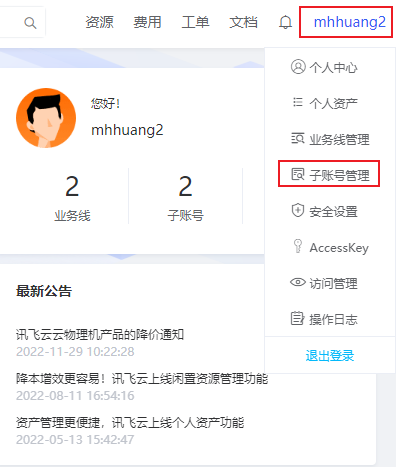 资源 费用 工单 文档 mhhuang2
个人中心
个人资产
业务线管理
子账号管理
安全设置
AccessKey
访问管理
操作日志
退出登录
您好!
mhhuang2
2 2
业务线 子账号
最新公告
讯飞云云物理机产品的降价通知
2022-11-29 10:22:28
降本增效更容易！讯飞云上线闲置资源管理功能
2022-08-11 16:54:16
资产管理更便捷，讯飞云上线个人资产功能
2022-05-13 15:42:47